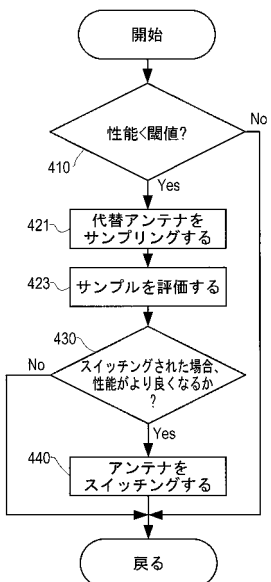 開始
性能<閾値?
No
410
Yes
421
代替アンテナを
サンプリングする
423
サンプルを評価する
430
No
スイッチングされた場合、
性能がより良くなるか
?
Yes
440
アンテナを
スイッチングする
戻る